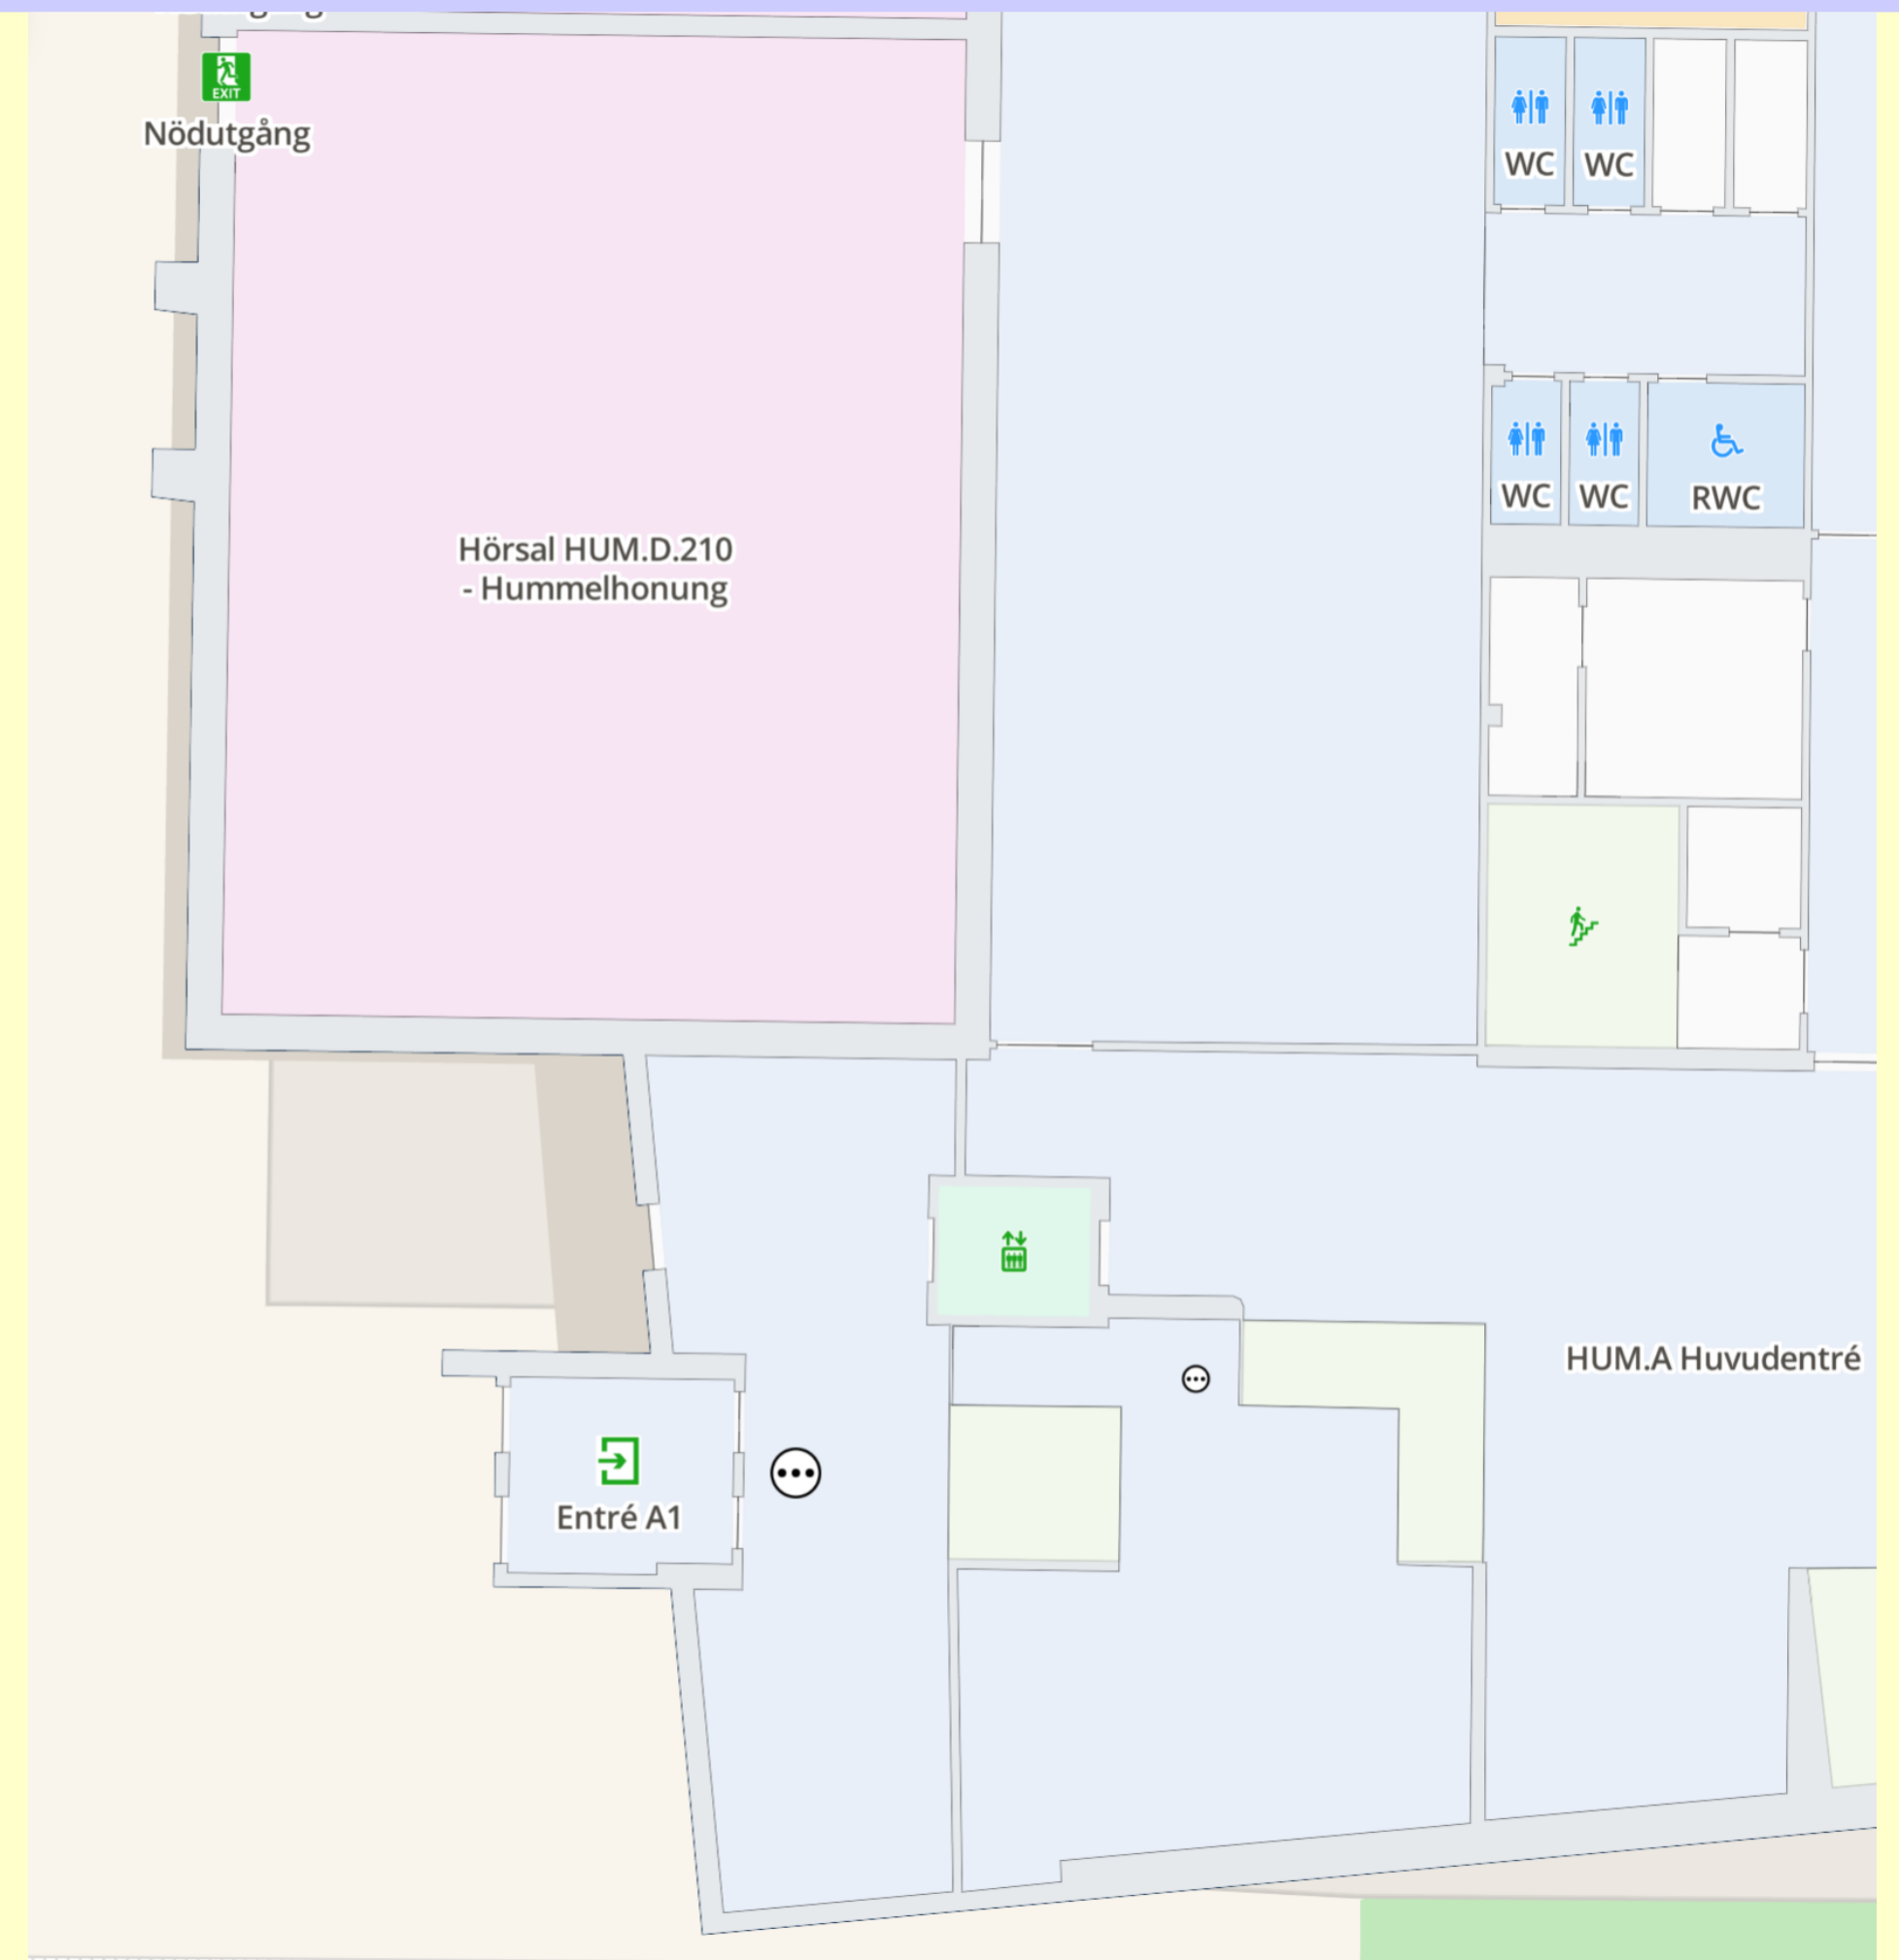 EXIT
Nödutgång
WC
WC
WC
WC
RWC
Hörsal HUM.D.210
- Hummelhonung
HUM.A Huvudentré
Entré A1